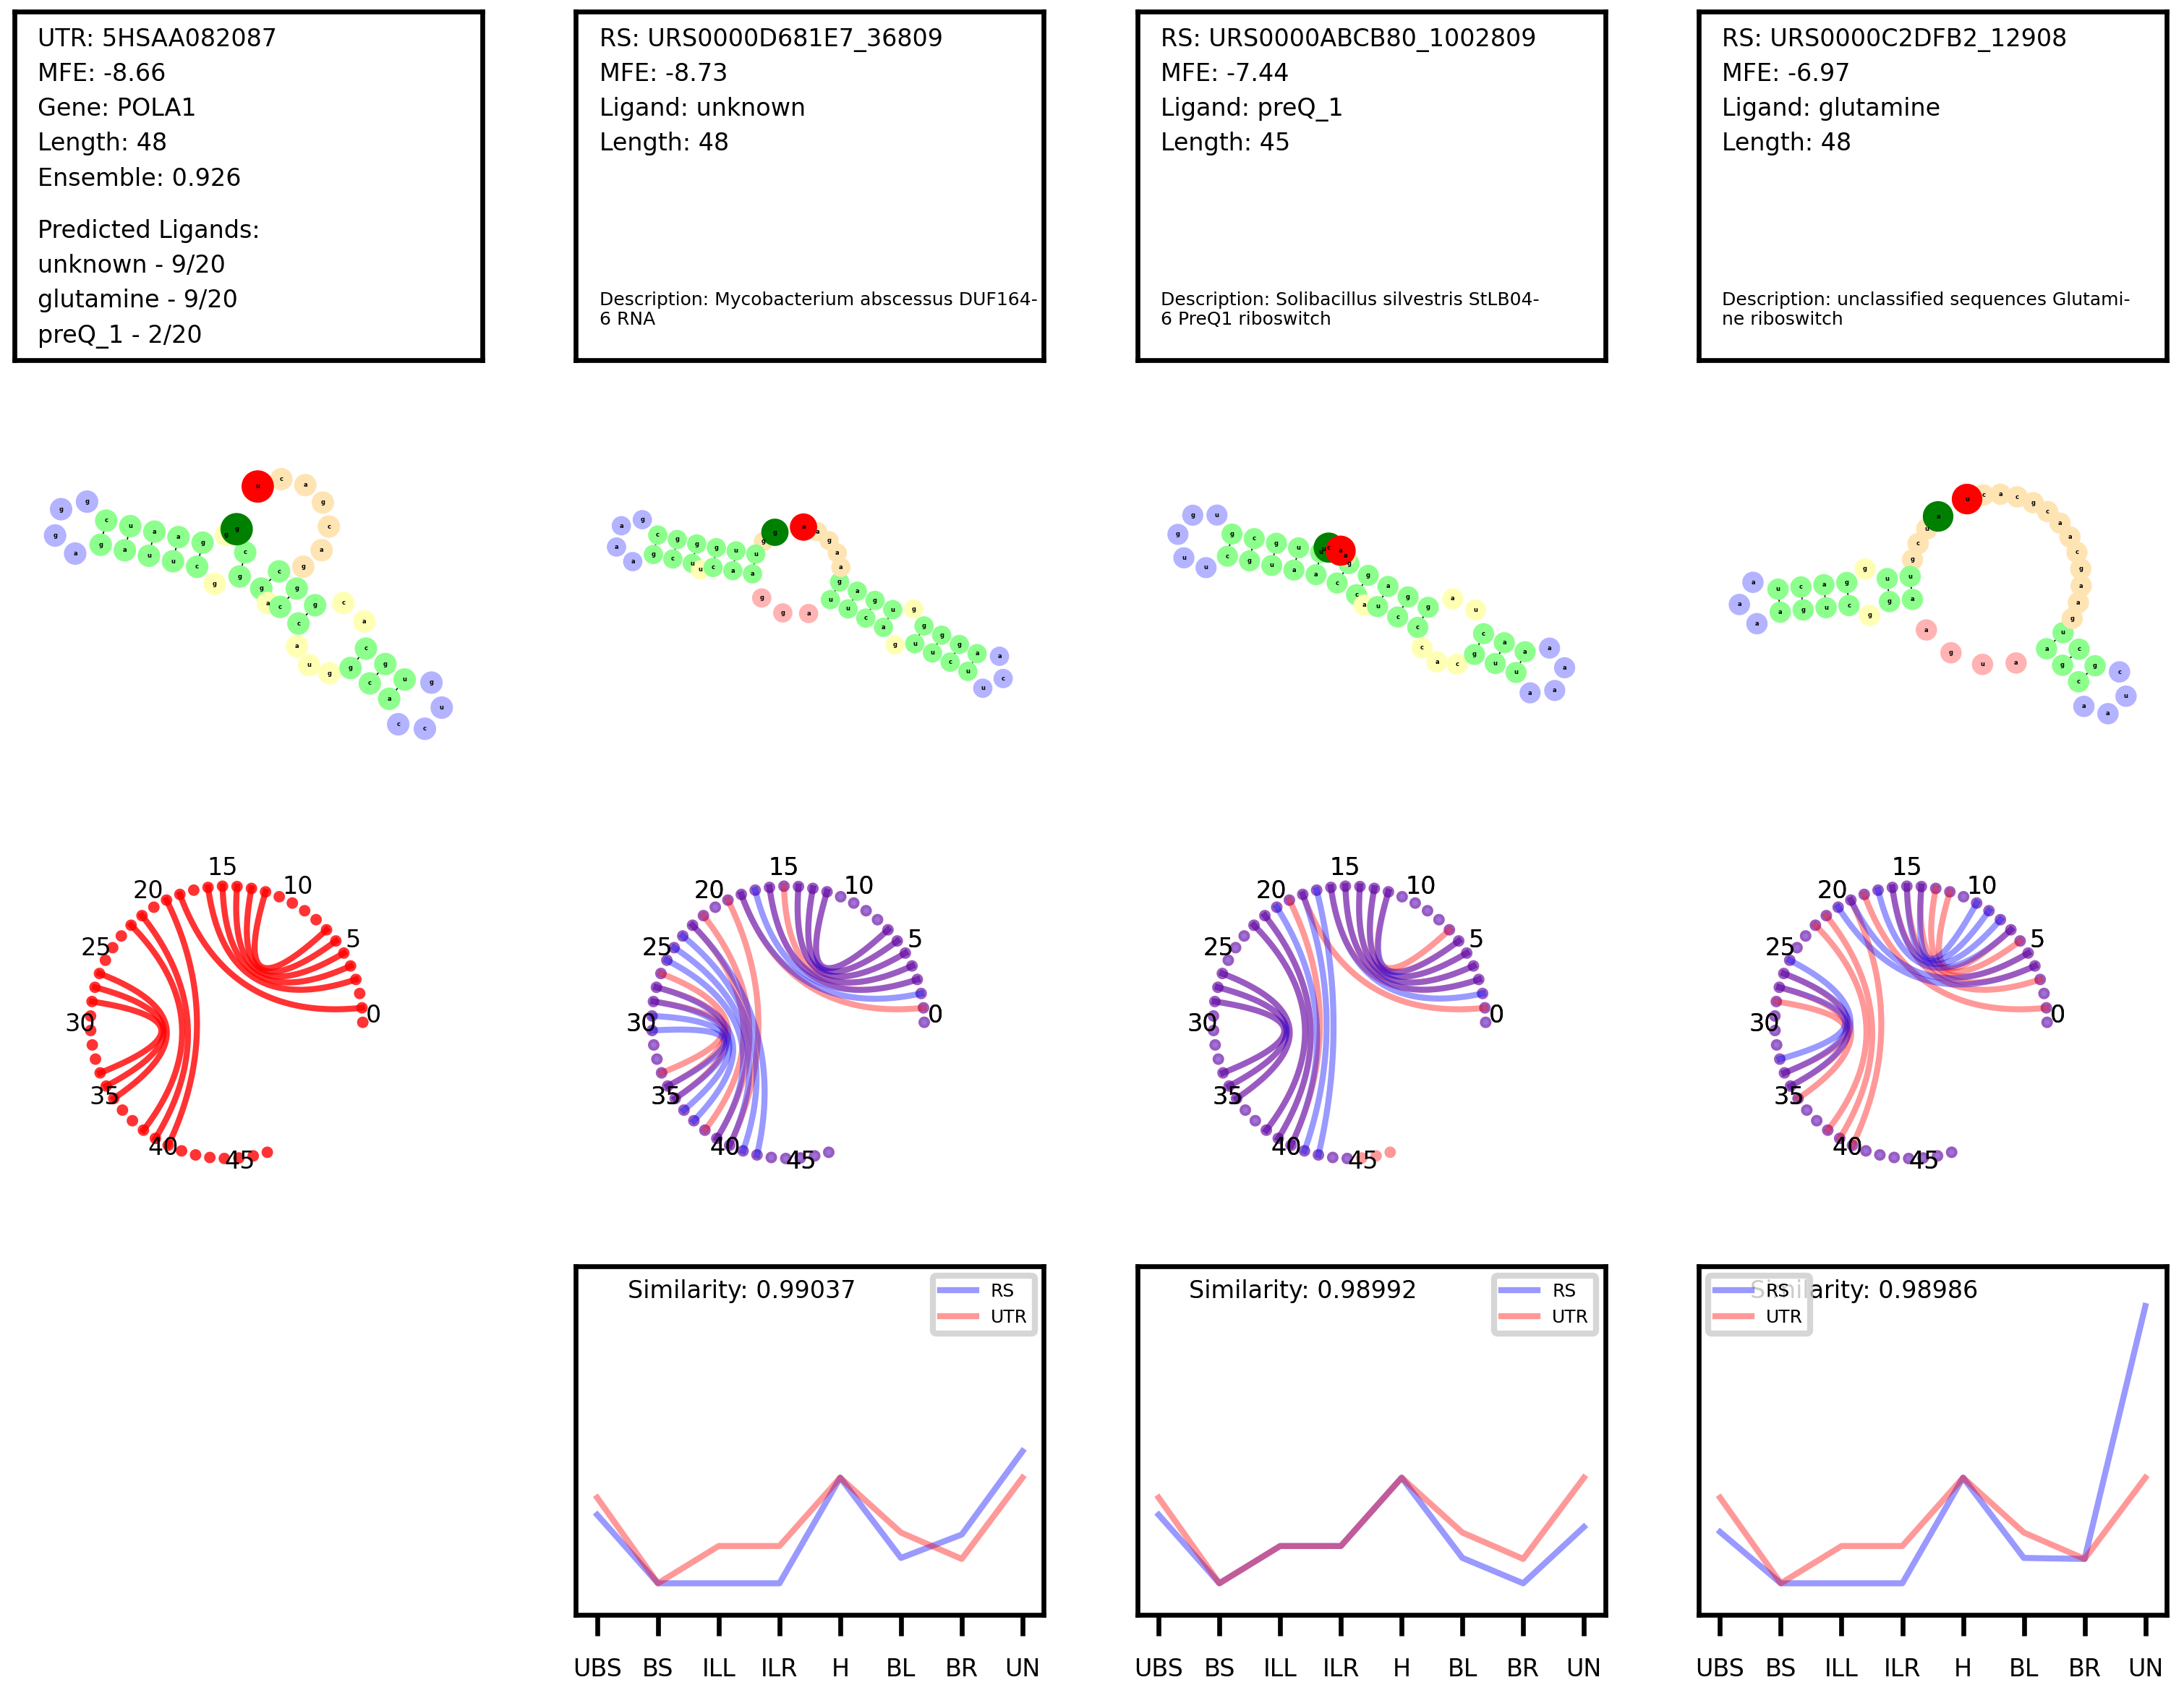 UTR: 5HSAA082087
MFE: -8.66
Gene: POLA1
Length: 48
Ensemble: 0.926
Predicted Ligands:
unknown - 9/20
glutamine - 9/20
preQ_1 - 2/20
RS: URS0000D681E7_36809
MFE: -8.73
Ligand: unknown
Length: 48
Description: Mycobacterium abscessus DUF164-
6 RNA
RS: URS0000ABCB80_1002809
MFE: -7.44
Ligand: preQ_1
Length: 45
Description: Solibacillus silvestris StLB04-
6 PreQ1 riboswitch
RS: URS0000C2DFB2_12908
MFE: -6.97
Ligand: glutamine
Length: 48
Description: unclassified sequences Glutami-
ne riboswitch
0 5 10 15 20 25 30 35 40 45
0 5 10 15 20 25 30 35 40 45
0 5 10 15 20 25 30 35 40 45
0 5 10 15 20 25 30 35 40 45
Similarity: 0.99037
RS
UTR
UBS BS ILL ILR H BL BR UN
Similarity: 0.98992
RS
UTR
UBS BS ILL ILR H BL BR UN
Similarity: 0.98986
RS
UTR
UBS BS ILL ILR H BL BR UN